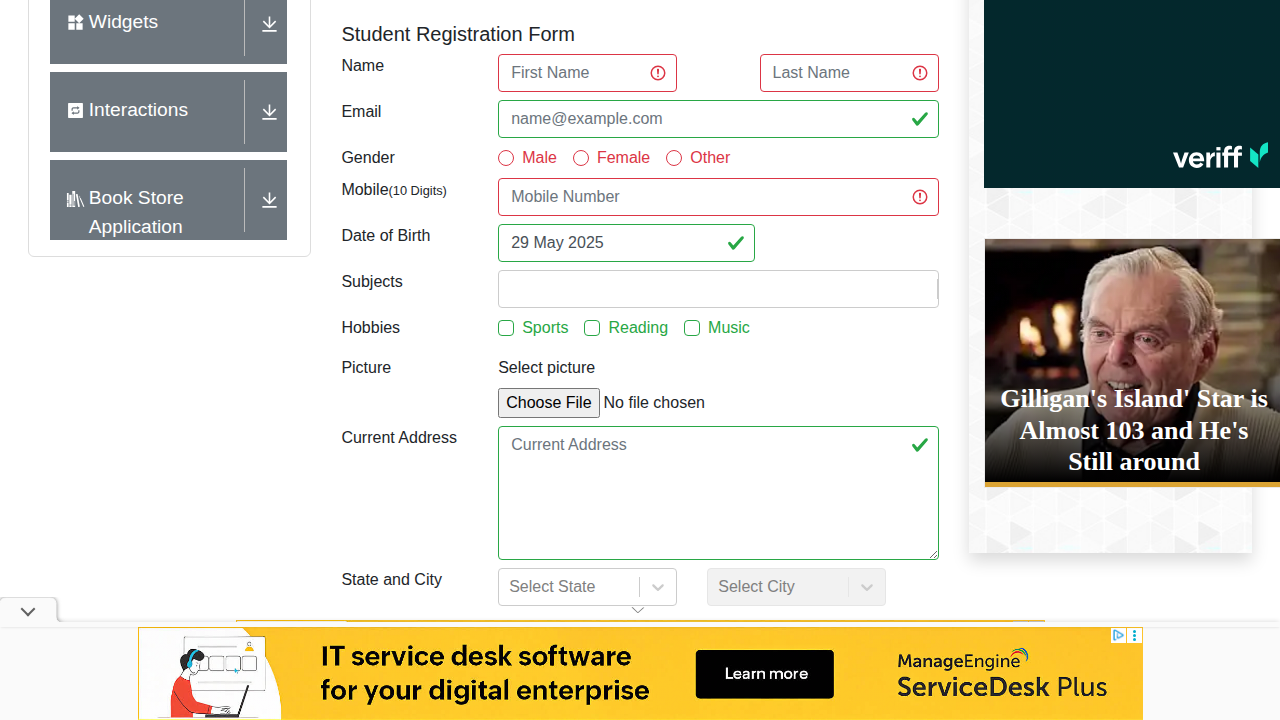 Widgets
Interactions
Book Store
Application
Student Registration Form
Name
First Name
Last Name
Email
name@example.com
Gender
Male
Female
Other
Mobile(10 Digits)
Mobile Number
Date of Birth
29 May 2025
Subjects
Hobbies
Sports
Reading
Music
Picture
Select picture
Choose File No file chosen
Current Address
Current Address
State and City
Select State
Select City
veriff
Gilligan's Island' Star is
Almost 103 and He's
Still around
IT service desk software
for your digital enterprise
Learn more
ManageEngine
ServiceDesk Plus